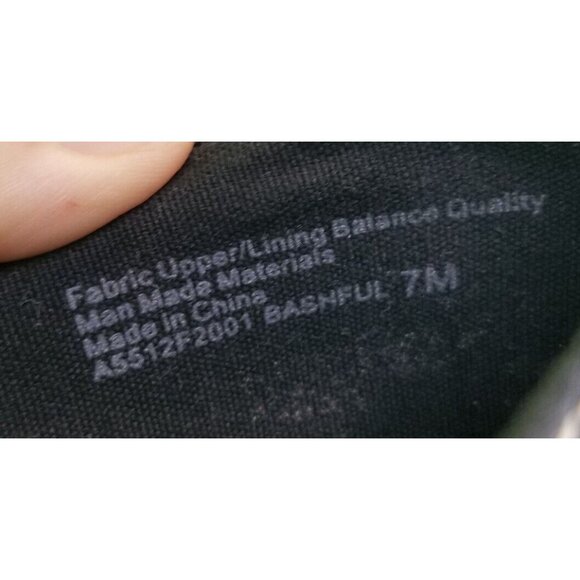 Fabric Upper/Lining Balance Quality
Man Made Materials
Made in China
A5512F2001 BASHFUL 7M